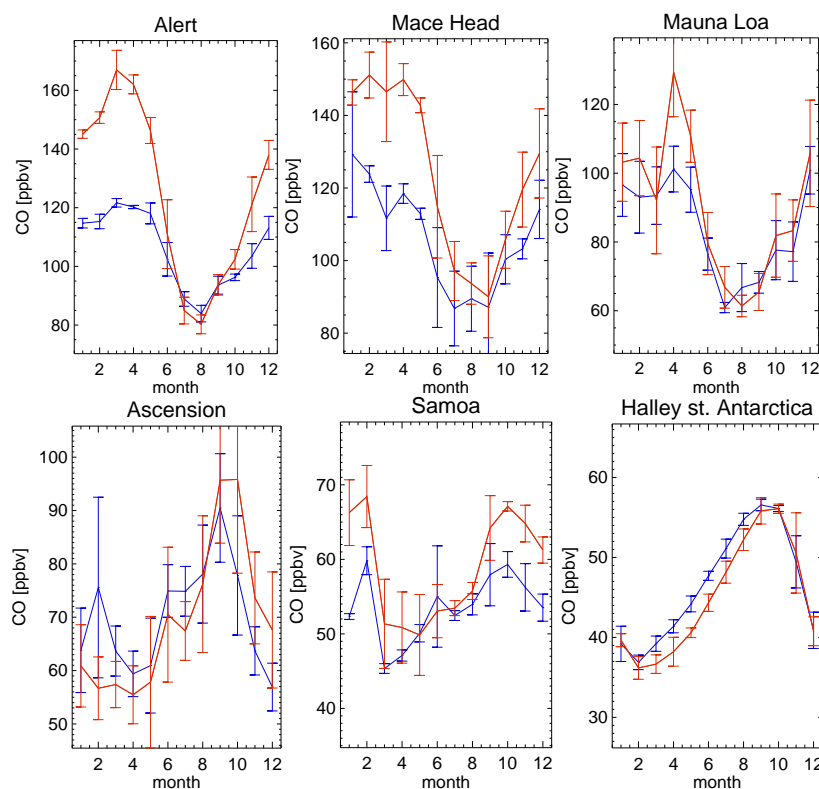 Alert
Mace Head
Mauna Loa
CO [ppbv]
160
140
120
100
80
2 4 6 8 10 12
month
CO [ppbv]
160
140
120
100
80
2 4 6 8 10 12
month
CO [ppbv]
120
100
80
60
2 4 6 8 10 12
month
Ascension
Samoa
Halley st. Antarctica
CO [ppbv]
100
90
80
70
60
50
2 4 6 8 10 12
month
CO [ppbv]
70
60
50
40
2 4 6 8 10 12
month
CO [ppbv]
60
50
40
30
2 4 6 8 10 12
month